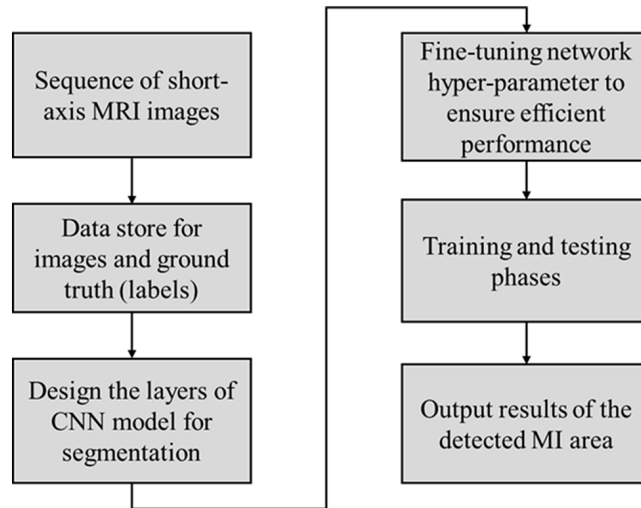 Sequence of short-
axis MRI images
Data store for
images and ground
truth (labels)
Design the layers of
CNN model for
segmentation
Fine-tuning network
hyper-parameter to
ensure efficient
performance
Training and testing
phases
Output results of the
detected MI area